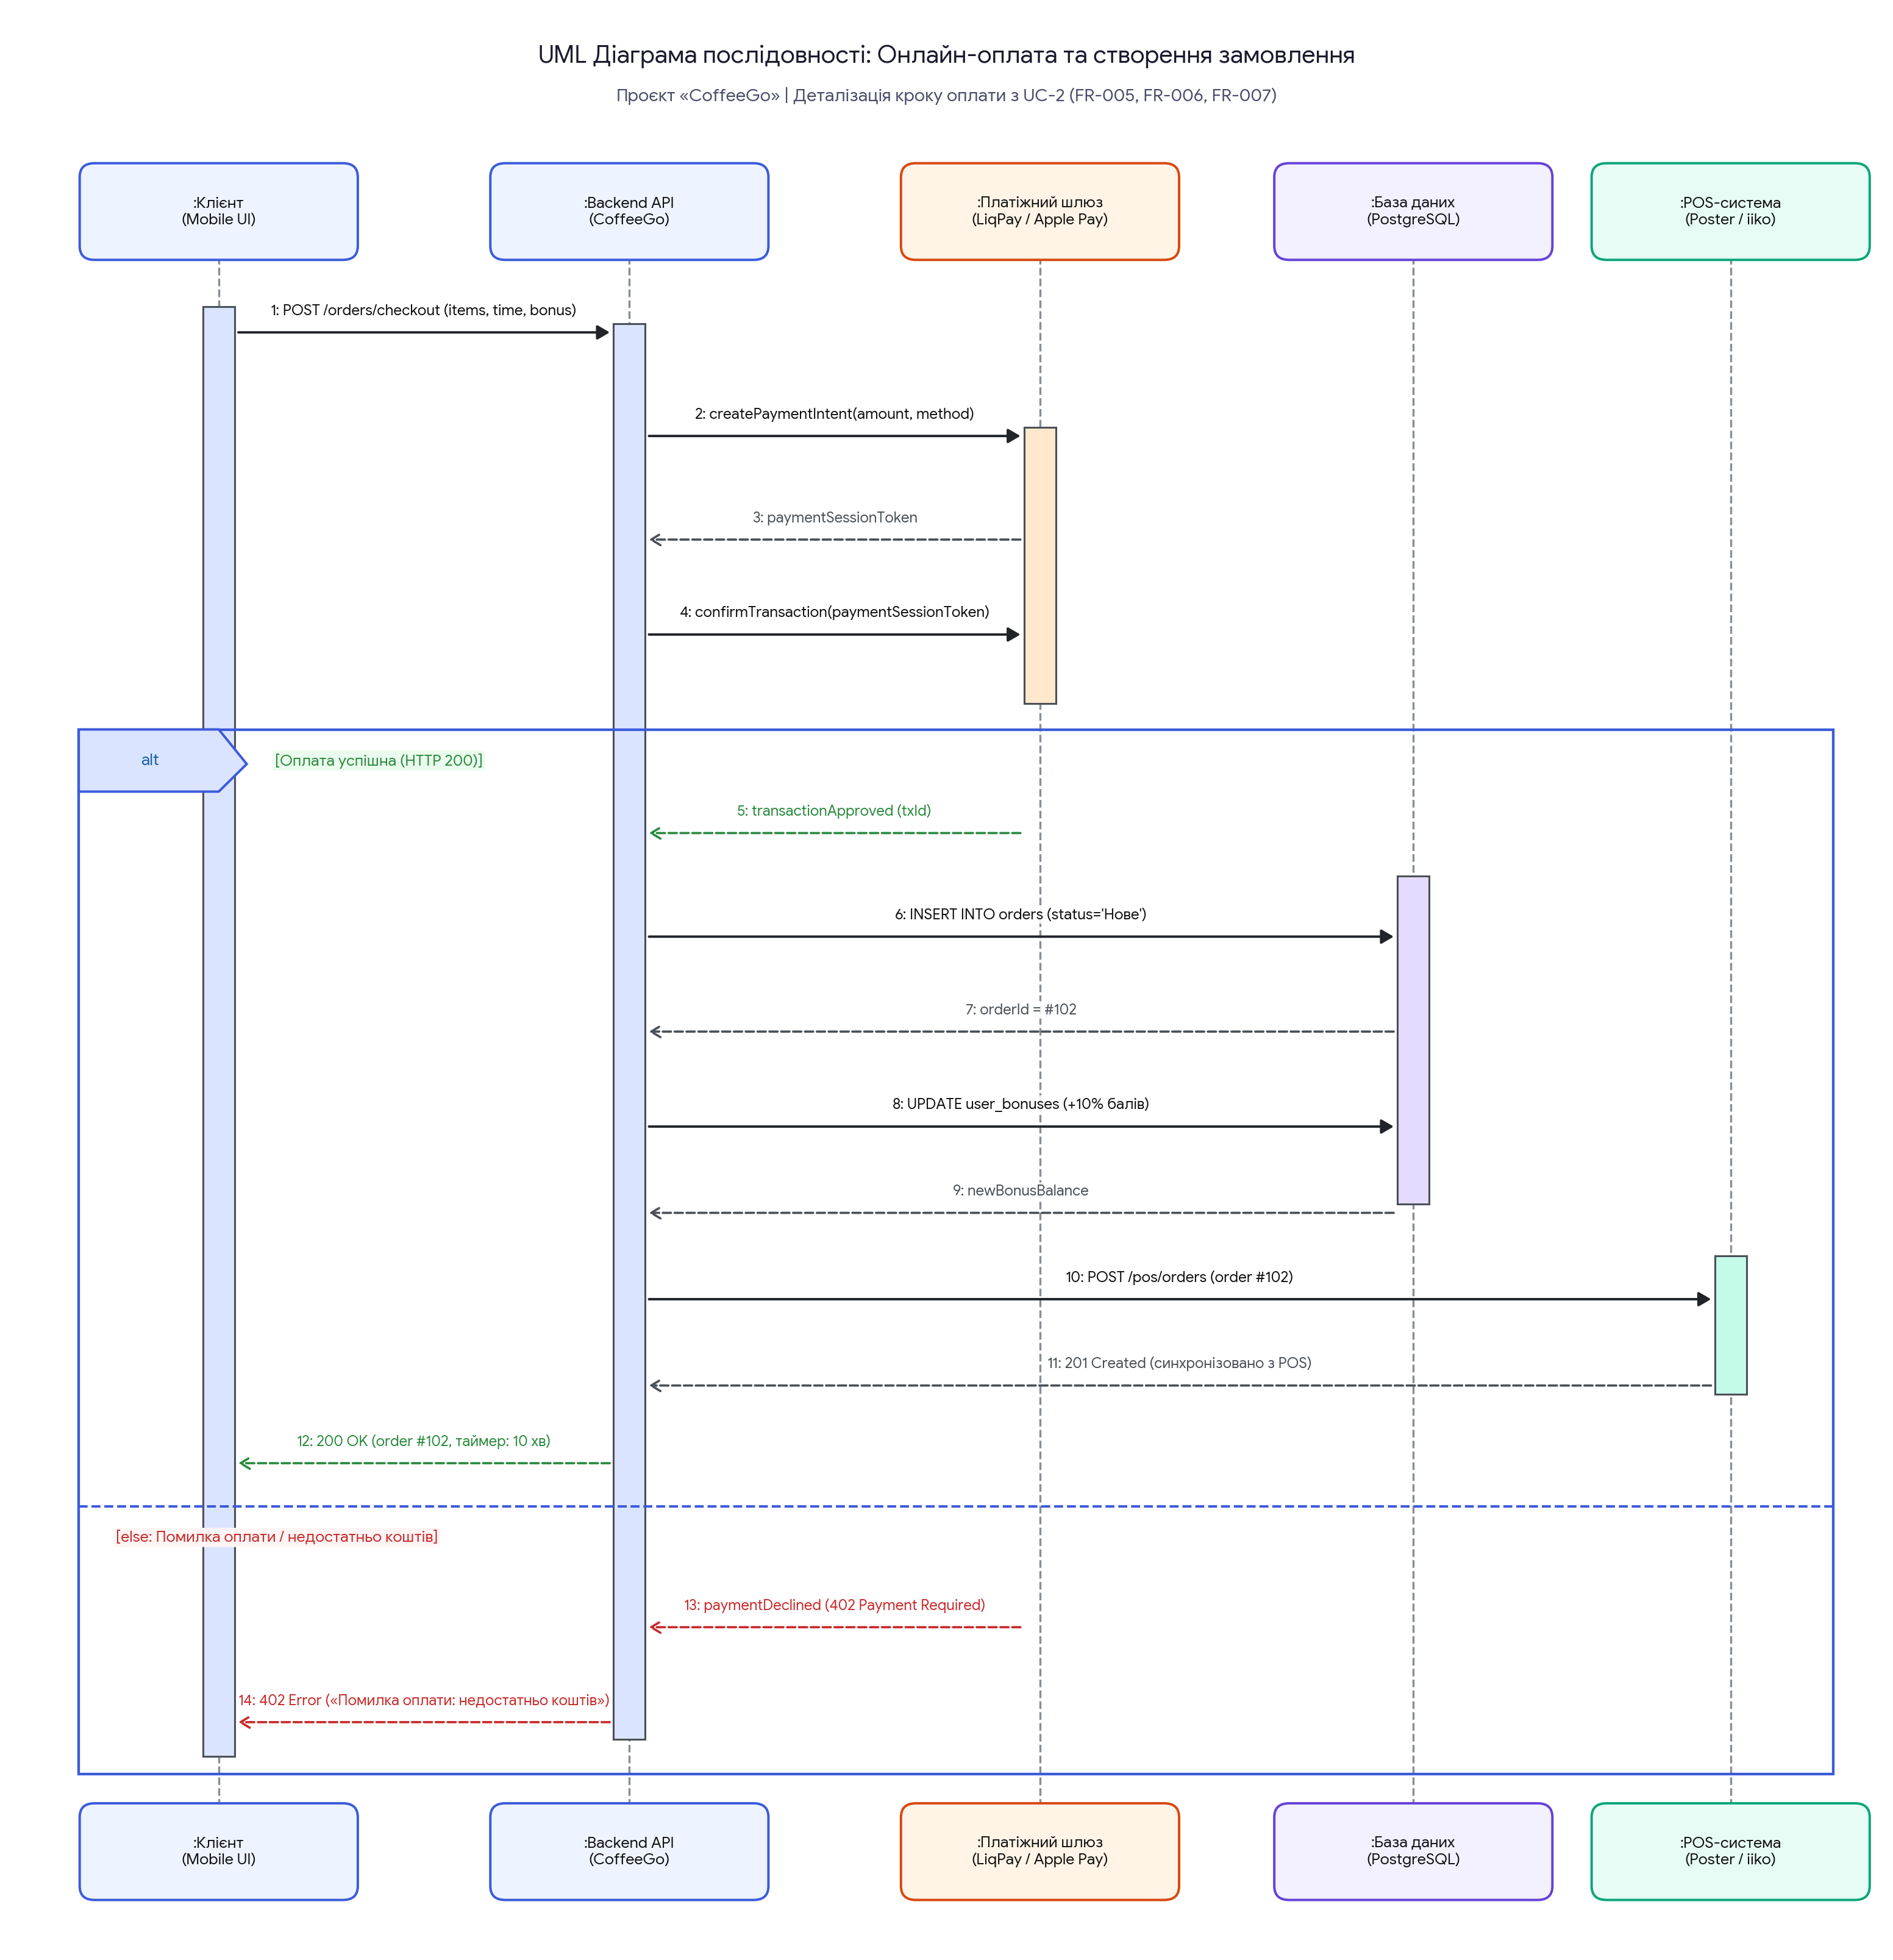 UML Діаграма послідовності: Онлайн-оплата та створення замовлення
Проєкт «CoffeeGo» | Деталізація кроку оплати з UC-2 (FR-005, FR-006, FR-007)
:Клієнт
(Mobile UI)
:Backend API
(CoffeeGo)
:Платіжний шлюз
(LiqPay / Apple Pay)
:База даних
(PostgreSQL)
:POS-система
(Poster / iiko)
1: POST /orders/checkout (items, time, bonus)
2: createPaymentIntent(amount, method)
3: paymentSessionToken
4: confirmTransaction(paymentSessionToken)
alt
[Оплата успішна (HTTP 200)]
5: transactionApproved (txId)
6: INSERT INTO orders (status='Нове')
7: orderId = #102
8: UPDATE user_bonuses (+10% балів)
9: newBonusBalance
10: POST /pos/orders (order #102)
11: 201 Created (синхронізовано з POS)
12: 200 OK (order #102, таймер: 10 хв)
[else: Помилка оплати / недостатньо коштів]
13: paymentDeclined (402 Payment Required)
14: 402 Error («Помилка оплати: недостатньо коштів»)
:Клієнт
(Mobile UI)
:Backend API
(CoffeeGo)
:Платіжний шлюз
(LiqPay / Apple Pay)
:База даних
(PostgreSQL)
:POS-система
(Poster / iiko)